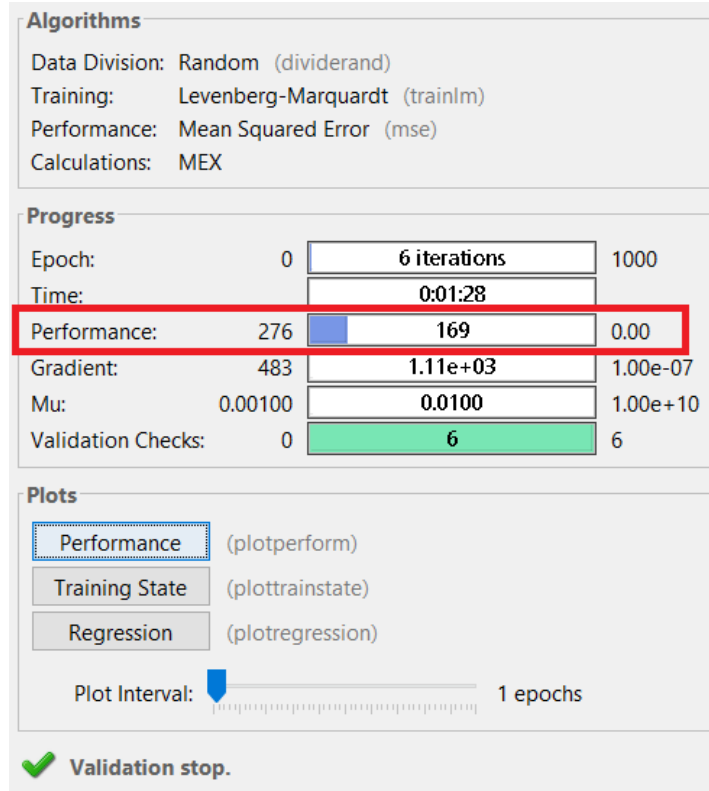 Algorithms
Data Division: Random (dividerand)
Training: Levenberg-Marquardt (trainlm)
Performance: Mean Squared Error (mse)
Calculations: MEX
Progress
Epoch: 0 6 iterations 1000
Time: 0:01:28
Performance: 276 169 0.00
Gradient: 483 1.11e+03 1.00e-07
Mu: 0.00100 0.0100 1.00e+10
Validation Checks: 0 6 6
Plots
Performance (plotperform)
Training State (plottrainstate)
Regression (plotregression)
Plot Interval: 1 epochs
Validation stop.